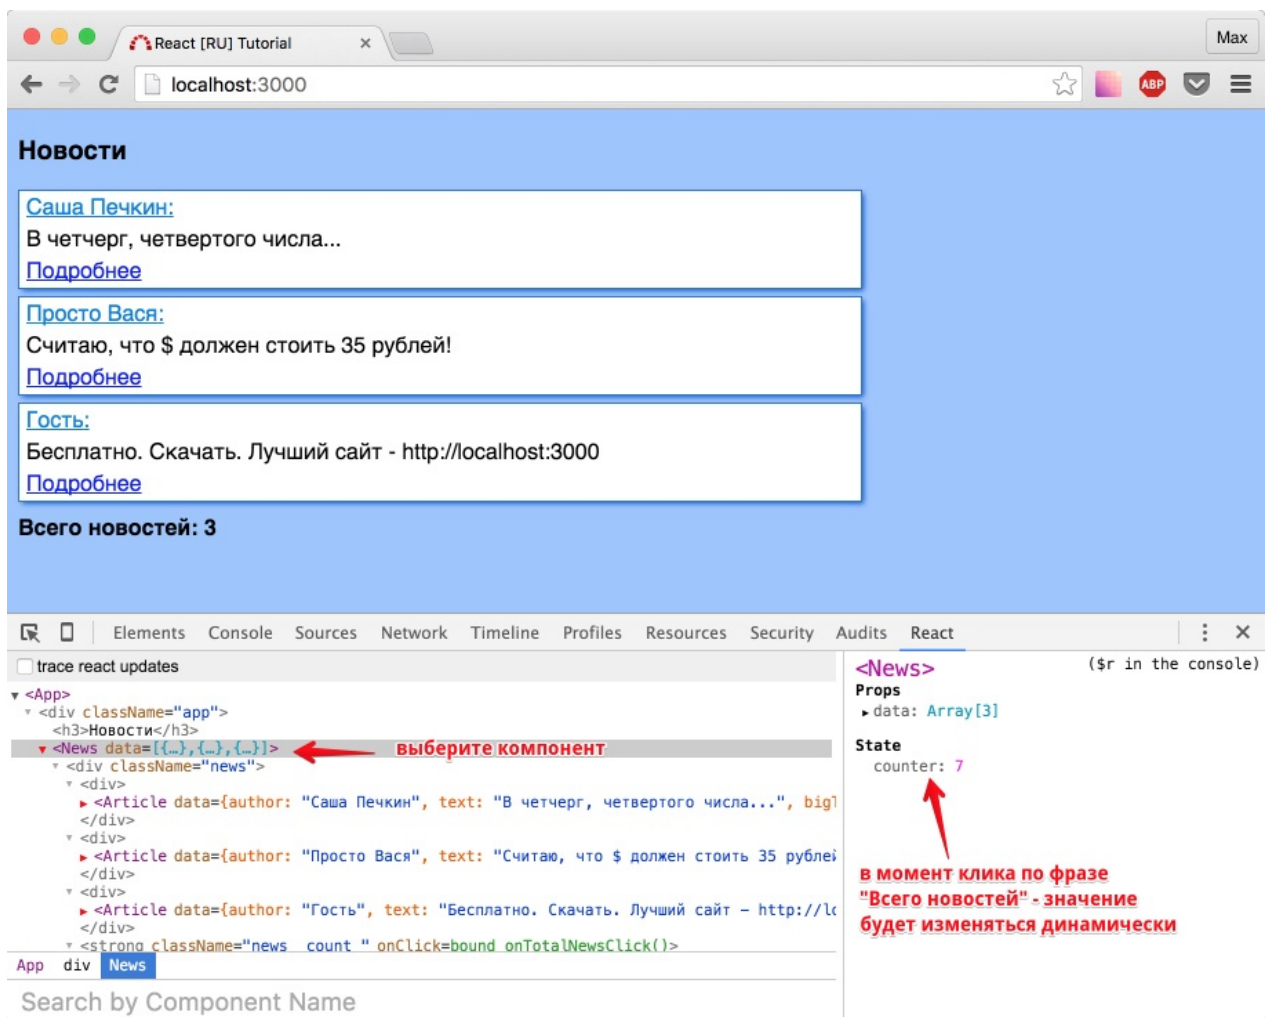 React [RU] Tutorial
Max
localhost:3000
ABP
Новости
Саша Печкин:
В четчерг, четвертого числа...
Подробнее
Просто Вася:
Считаю, что $ должен стоить 35 рублей!
Подробнее
Гость:
Бесплатно. Скачать. Лучший сайт - http://localhost:3000
Подробнее
Всего новостей: 3
Elements Console Sources Network Timeline Profiles Resources Security Audits React
trace react updates
<App>
<div className="app">
<h3>Новости</h3>
<News data=[{…},{…},{…}]>
выберите компонент
<div className="news">
<div>
<Article data={author: "Саша Печкин", text: "В четчерг, четвертого числа...", big
</div>
<div>
<Article data={author: "Просто Вася", text: "Считаю, что $ должен стоить 35 рублей
</div>
<div>
<Article data={author: "Гость", text: "Бесплатно. Скачать. Лучший сайт – http://lo
</div>
<strong className="news__count " onClick=bound onTotalNewsClick()>
App div News
Search by Component Name
<News>
($r in the console)
Props
data: Array[3]
State
counter: 7
в момент клика по фразе
"Всего новостей" - значение
будет изменяться динамически